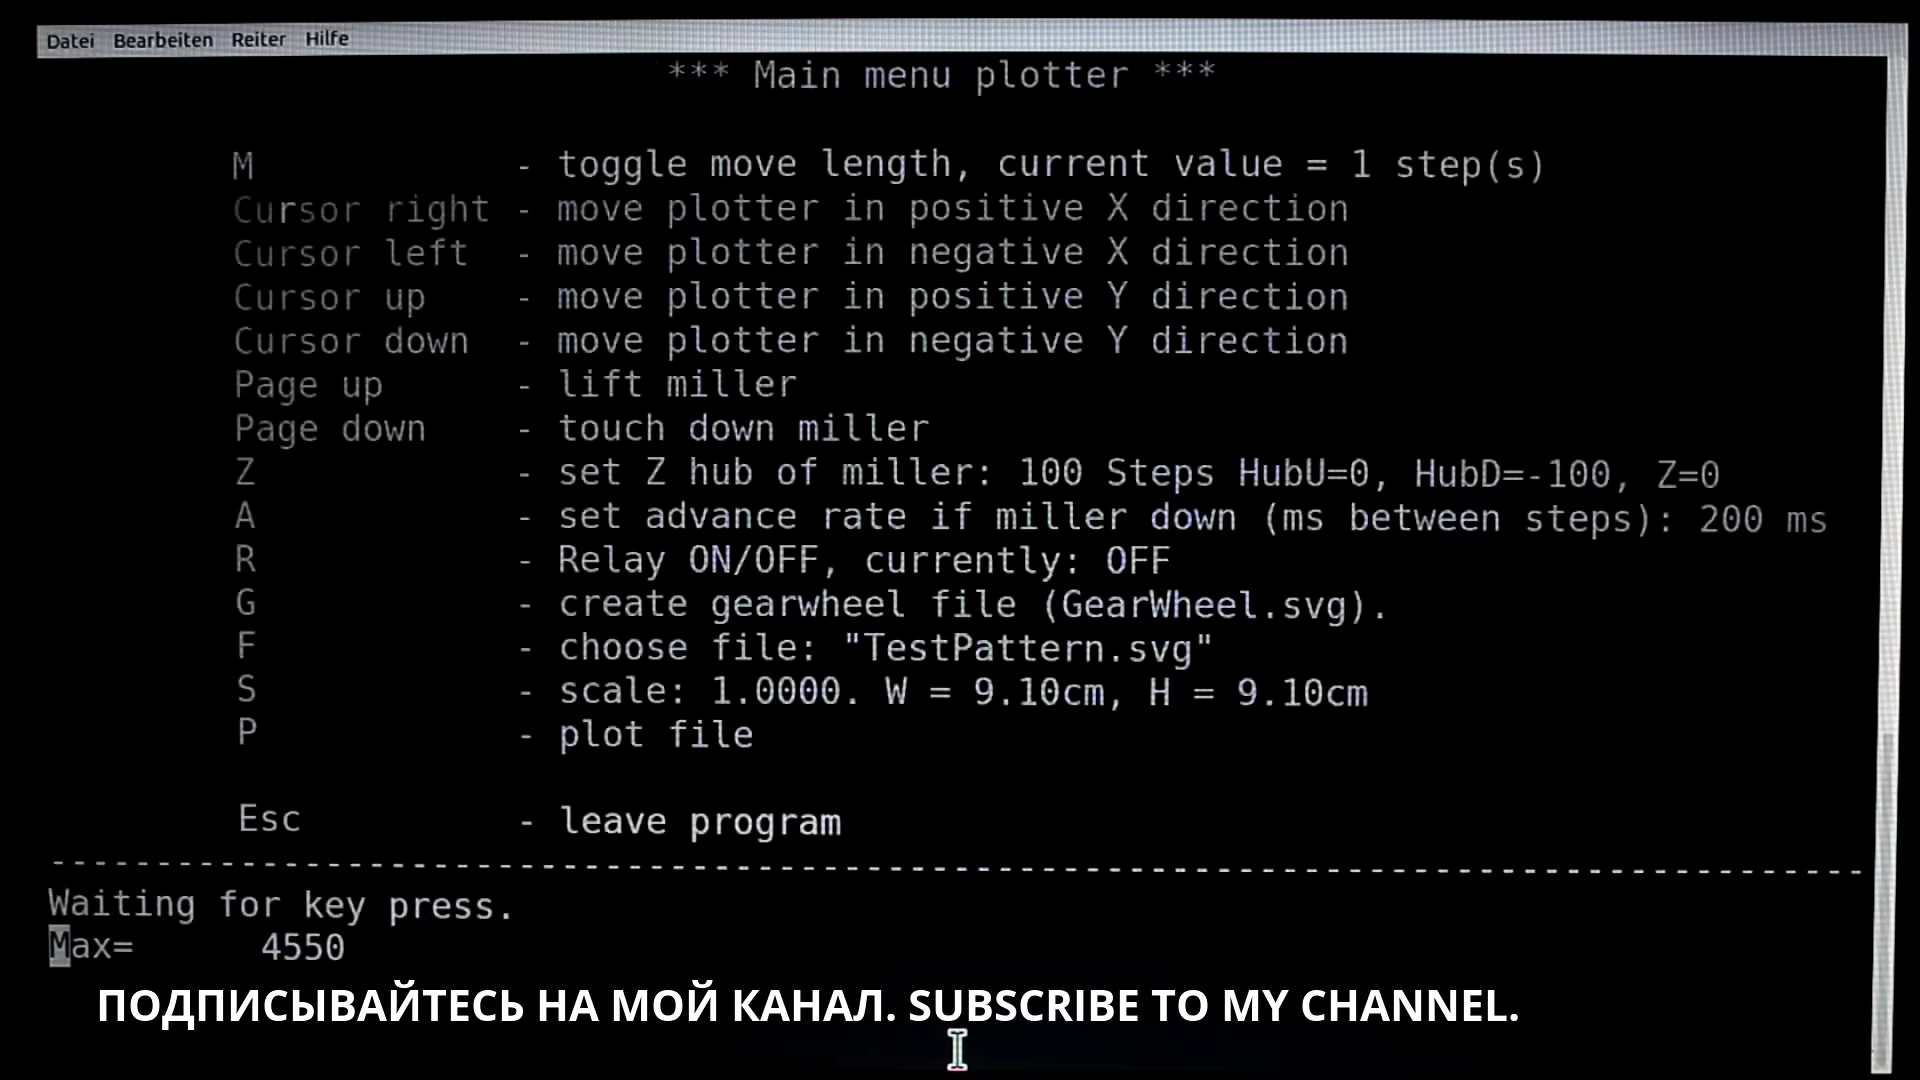 Datei Bearbeiten Reiter Hilfe
*** Main menu plotter ***
M - toggle move length, current value = 1 step(s)
Cursor right - move plotter in positive X direction
Cursor left - move plotter in negative X direction
Cursor up - move plotter in positive Y direction
Cursor down - move plotter in negative Y direction
Page up - lift miller
Page down - touch down miller
Z - set Z hub of miller: 100 Steps HubU=0, HubD=-100, Z=0
A - set advance rate if miller down (ms between steps): 200 ms
R - Relay ON/OFF, currently: OFF
G - create gearwheel file (GearWheel.svg).
F - choose file: "TestPattern.svg"
S - scale: 1.0000. W = 9.10cm, H = 9.10cm
P - plot file
Esc - leave program
Waiting for key press.
Max= 4550
ПОДПИСЫВАЙТЕСЬ НА МОЙ КАНАЛ. SUBSCRIBE TO MY CHANNEL.